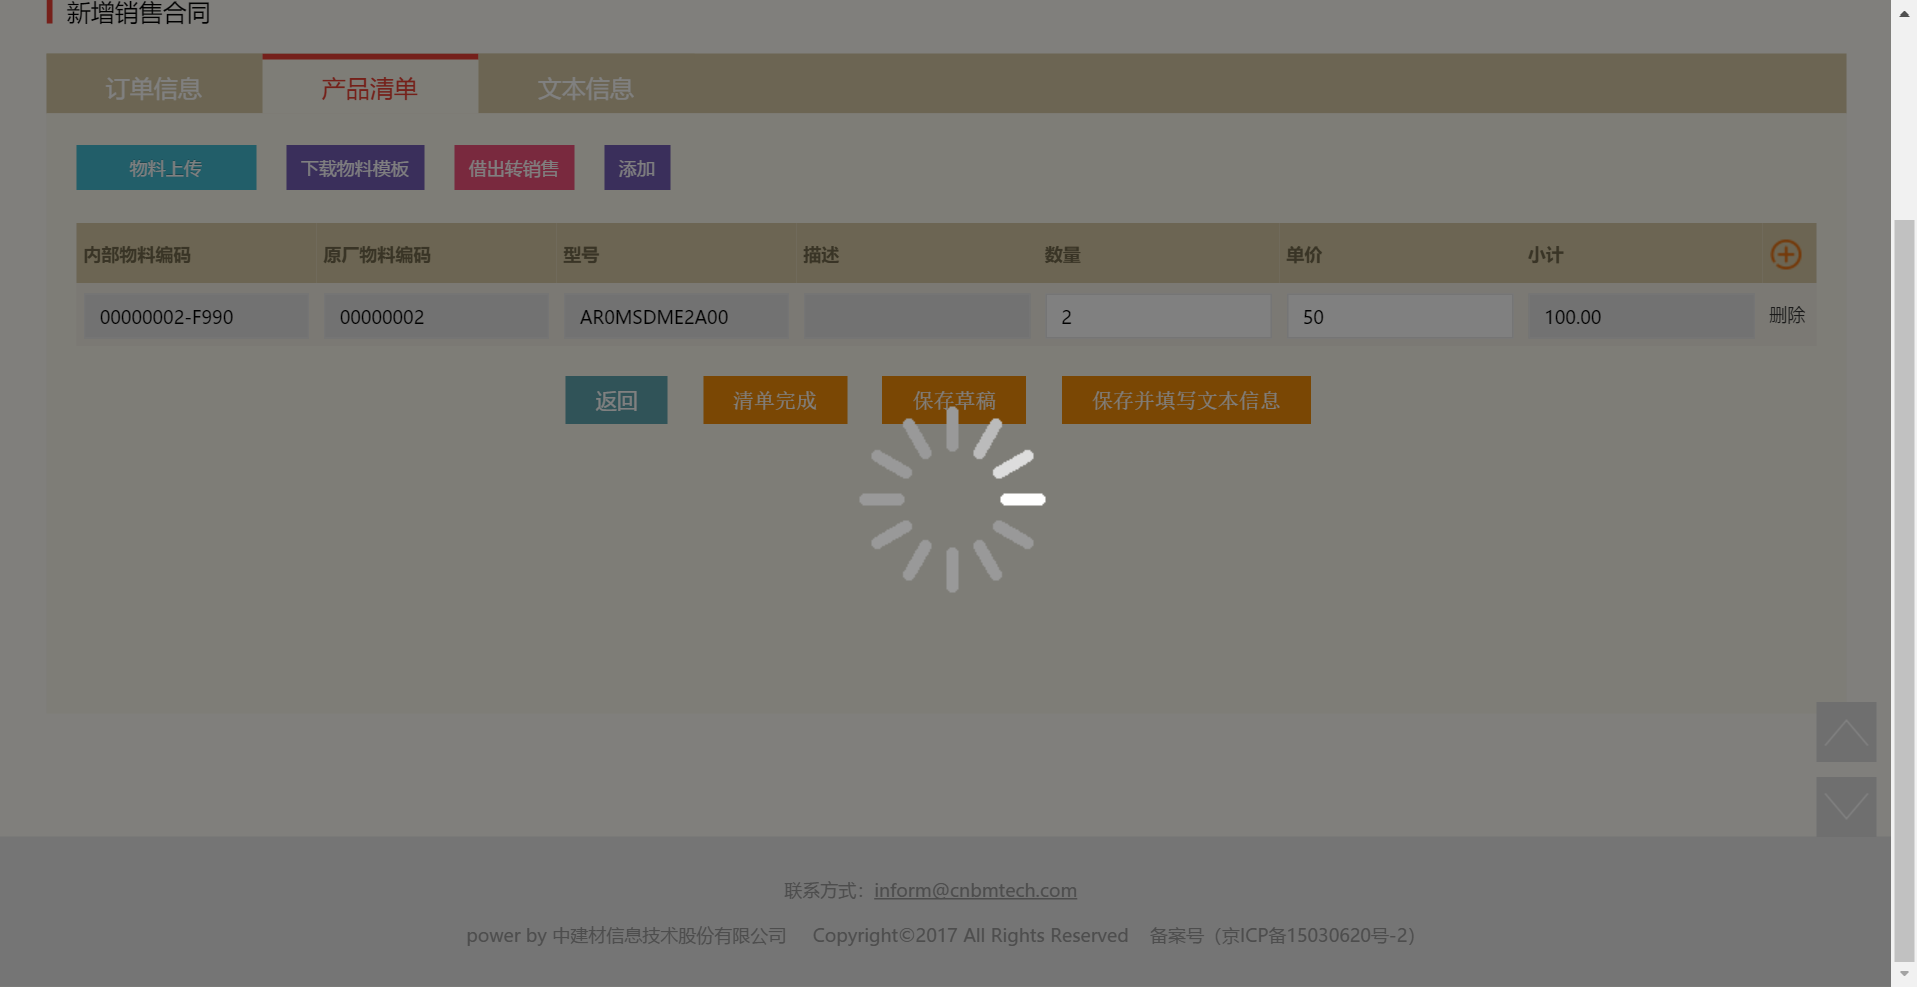 新增销售合同
订单信息 产品清单 文本信息
物料上传 下载物料模板 借出转销售 添加
内部物料编码 原厂物料编码 型号 描述 数量 单价 小计
00000002-F990 00000002 AR0MSDME2A00 2 50 100.00 删除
返回 清单完成 保存草稿 保存并填写文本信息
联系方式：inform@cnbmtech.com
power by 中建材信息技术股份有限公司 Copyright©2017 All Rights Reserved 备案号（京ICP备15030620号-2）